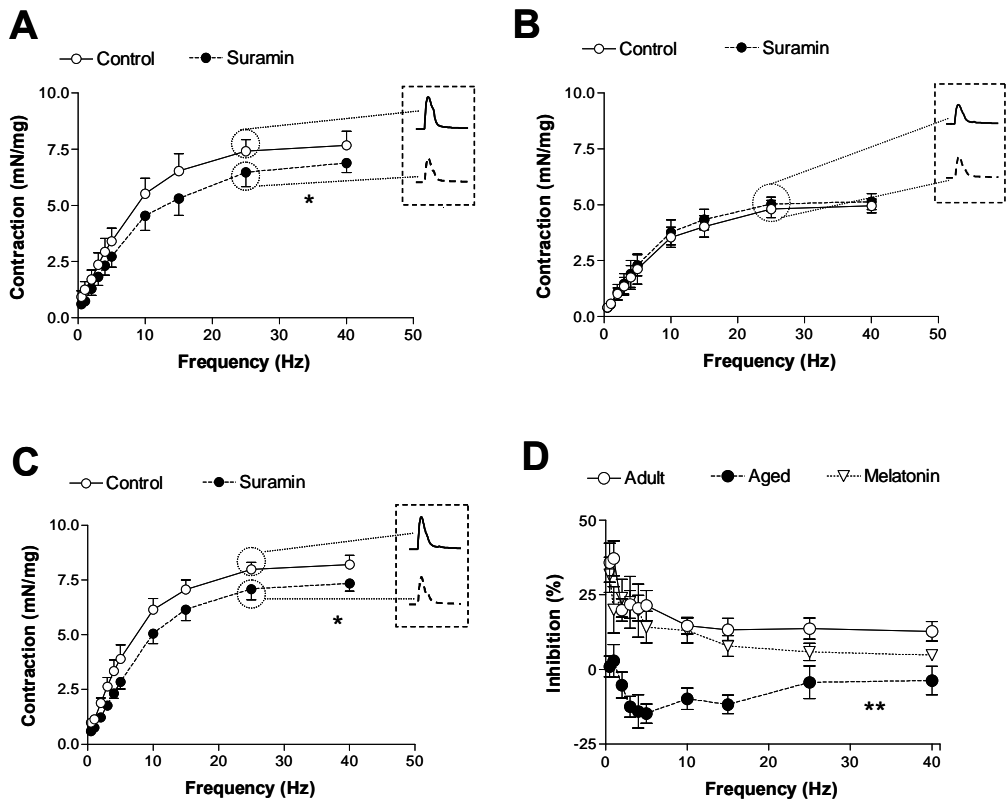 A
Control Suramin
10.0
7.5
5.0
2.5
0.0
Contraction (mN/mg)
*
0 10 20 30 40 50
Frequency (Hz)
B
Control Suramin
10.0
7.5
5.0
2.5
0.0
Contraction (mN/mg)
0 10 20 30 40 50
Frequency (Hz)
C
Control Suramin
10.0
7.5
5.0
2.5
0.0
Contraction (mN/mg)
*
0 10 20 30 40 50
Frequency (Hz)
D
Adult Aged Melatonin
50
25
0
-25
Inhibition (%)
**
0 10 20 30 40
Frequency (Hz)